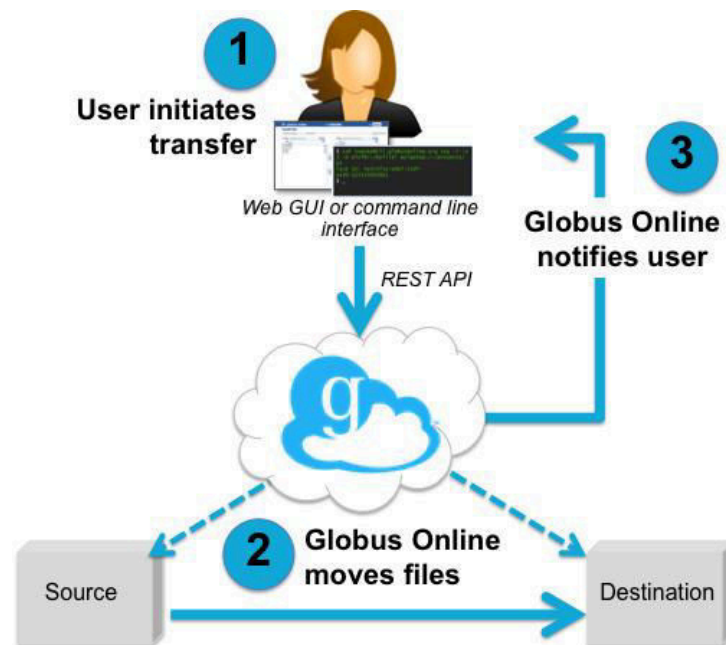 1
User initiates
transfer
Web GUI or command line
interface
REST API
3
Globus Online
notifies user
g
2
Globus Online
moves files
Source
Destination